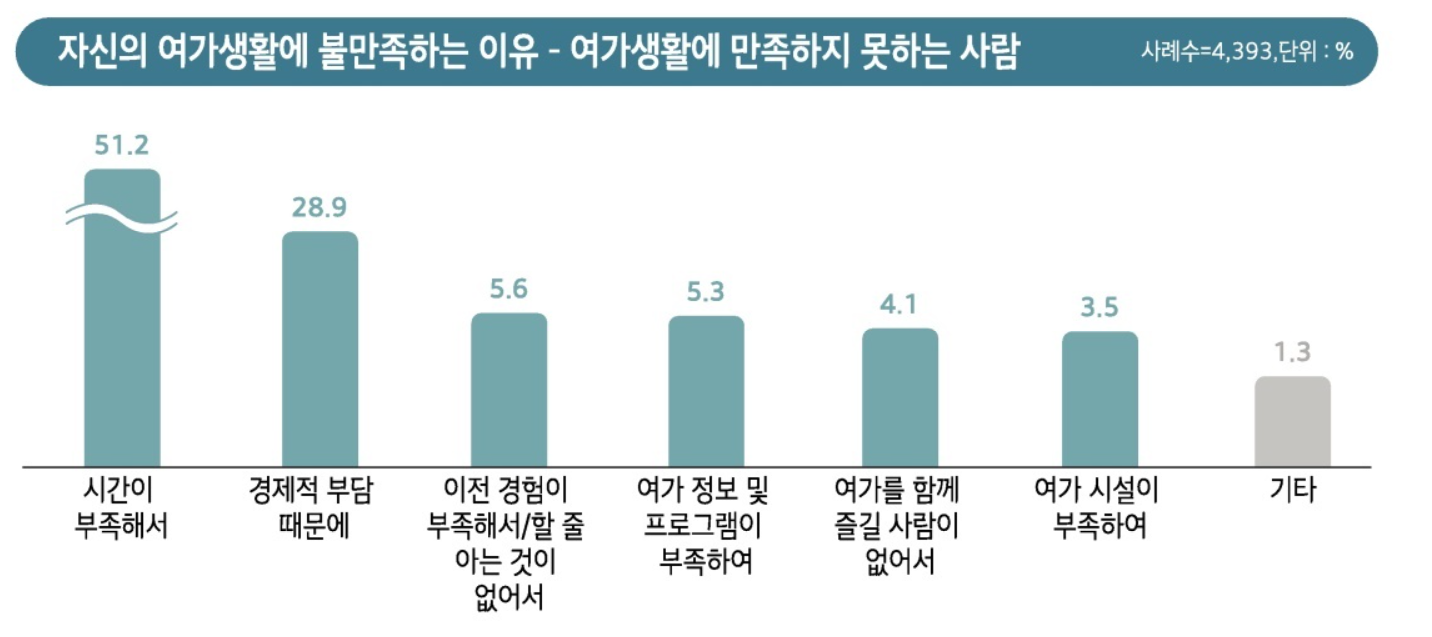 자신의 여가생활에 불만족하는 이유 - 여가생활에 만족하지 못하는 사람
사례수=4,393,단위 : %
51.2
28.9
5.6
5.3
4.1
3.5
1.3
시간이
부족해서
경제적 부담
때문에
이전 경험이
부족해서/할 줄
아는 것이
없어서
여가 정보 및
프로그램이
부족하여
여가를 함께
즐길 사람이
없어서
여가 시설이
부족하여
기타